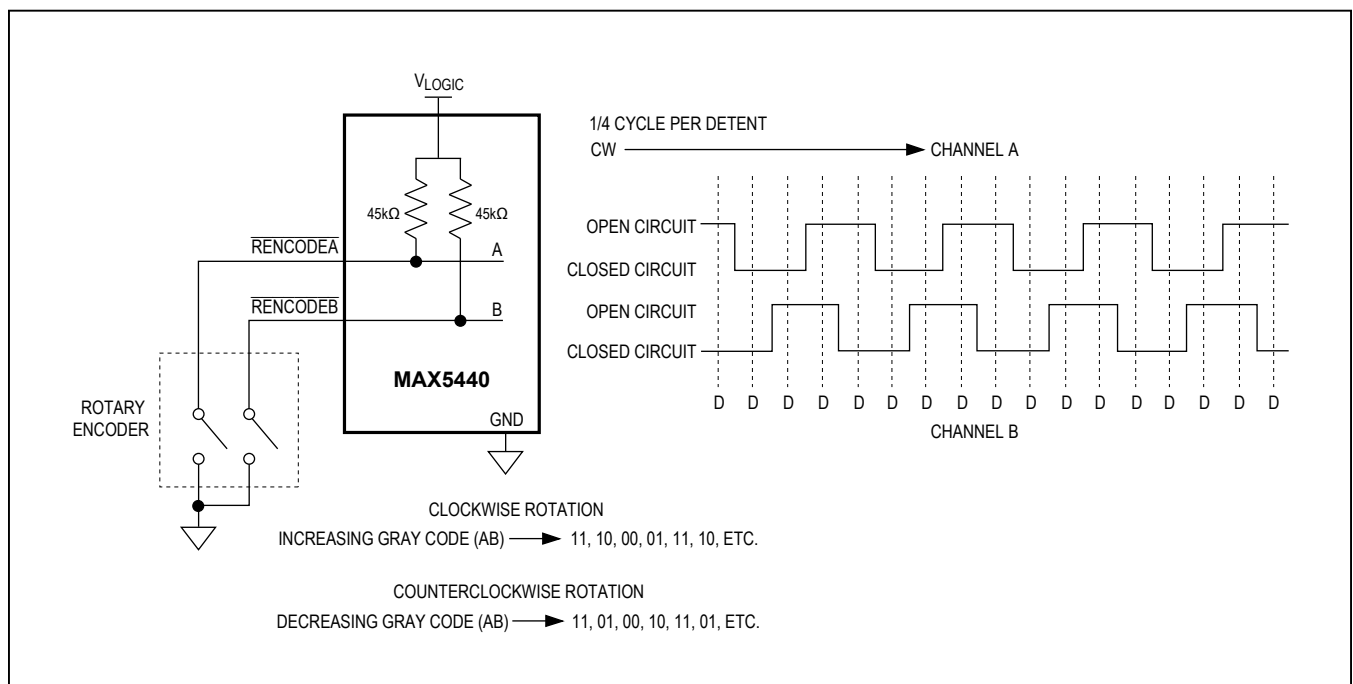 V_LOGIC
45kΩ
45kΩ
RENCODEA
A
RENCODEB
B
MAX5440
GND
ROTARY
ENCODER
1/4 CYCLE PER DETENT
CW
CHANNEL A
OPEN CIRCUIT
CLOSED CIRCUIT
OPEN CIRCUIT
CLOSED CIRCUIT
D D D D D D D D D D D D D D D D D
CHANNEL B
CLOCKWISE ROTATION
INCREASING GRAY CODE (AB) → 11, 10, 00, 01, 11, 10, ETC.
COUNTERCLOCKWISE ROTATION
DECREASING GRAY CODE (AB) → 11, 01, 00, 10, 11, 01, ETC.